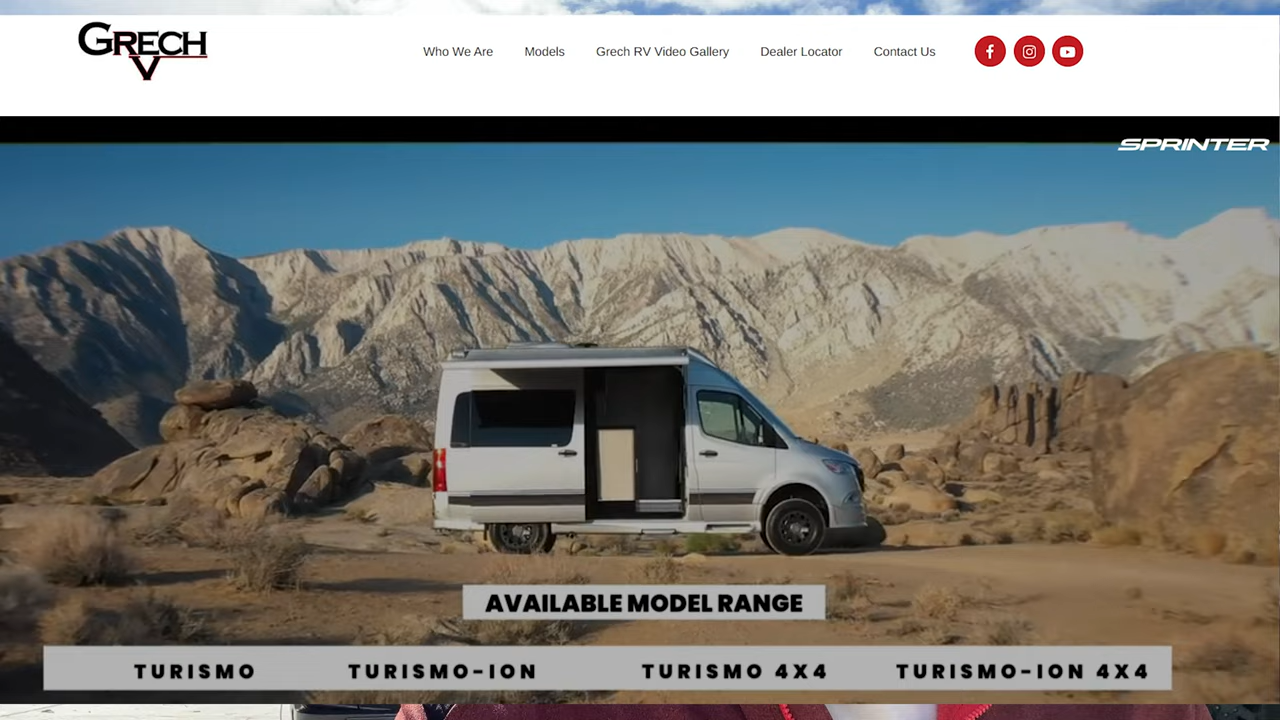 GRECH
V
Who We Are
Models
Grech RV Video Gallery
Dealer Locator
Contact Us
SPRINTER
AVAILABLE MODEL RANGE
TURISMO
TURISMO-ION
TURISMO 4X4
TURISMO-ION 4X4